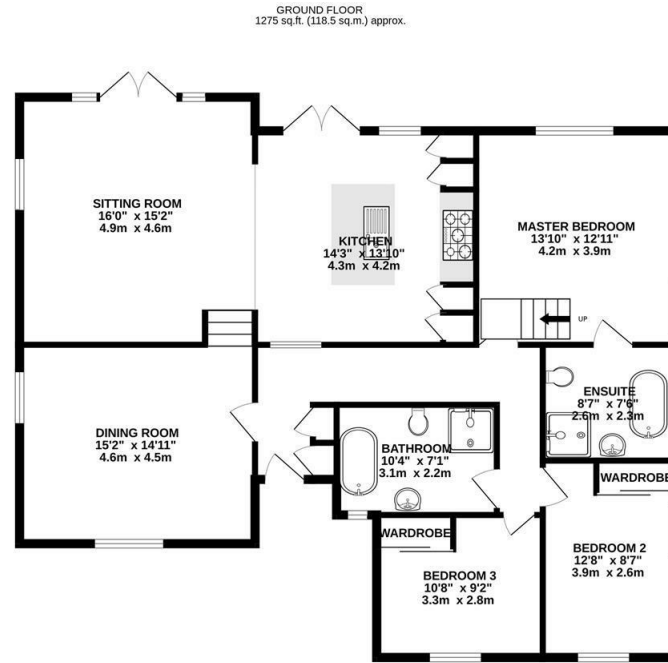 GROUND FLOOR
1275 sq.ft. (118.5 sq.m.) approx.
SITTING ROOM
16'0" x 15'2"
4.9m x 4.6m
KITCHEN
14'3" x 13'10"
4.3m x 4.2m
MASTER BEDROOM
13'10" x 12'11"
4.2m x 3.9m
UP
ENSUITE
8'7" x 7'6"
2.6m x 2.3m
DINING ROOM
15'2" x 14'11"
4.6m x 4.5m
BATHROOM
10'4" x 7'1"
3.1m x 2.2m
WARDROBE
WARDROBE
BEDROOM 2
12'8" x 8'7"
3.9m x 2.6m
BEDROOM 3
10'8" x 9'2"
3.3m x 2.8m